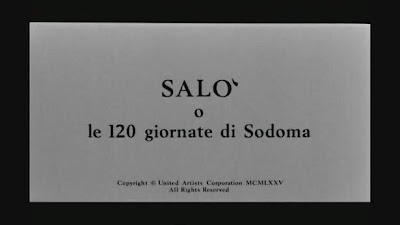 SALO'
o
le 120 giornate di Sodoma
Copyright © United Artists Corporation MCMLXXV
All Rights Reserved